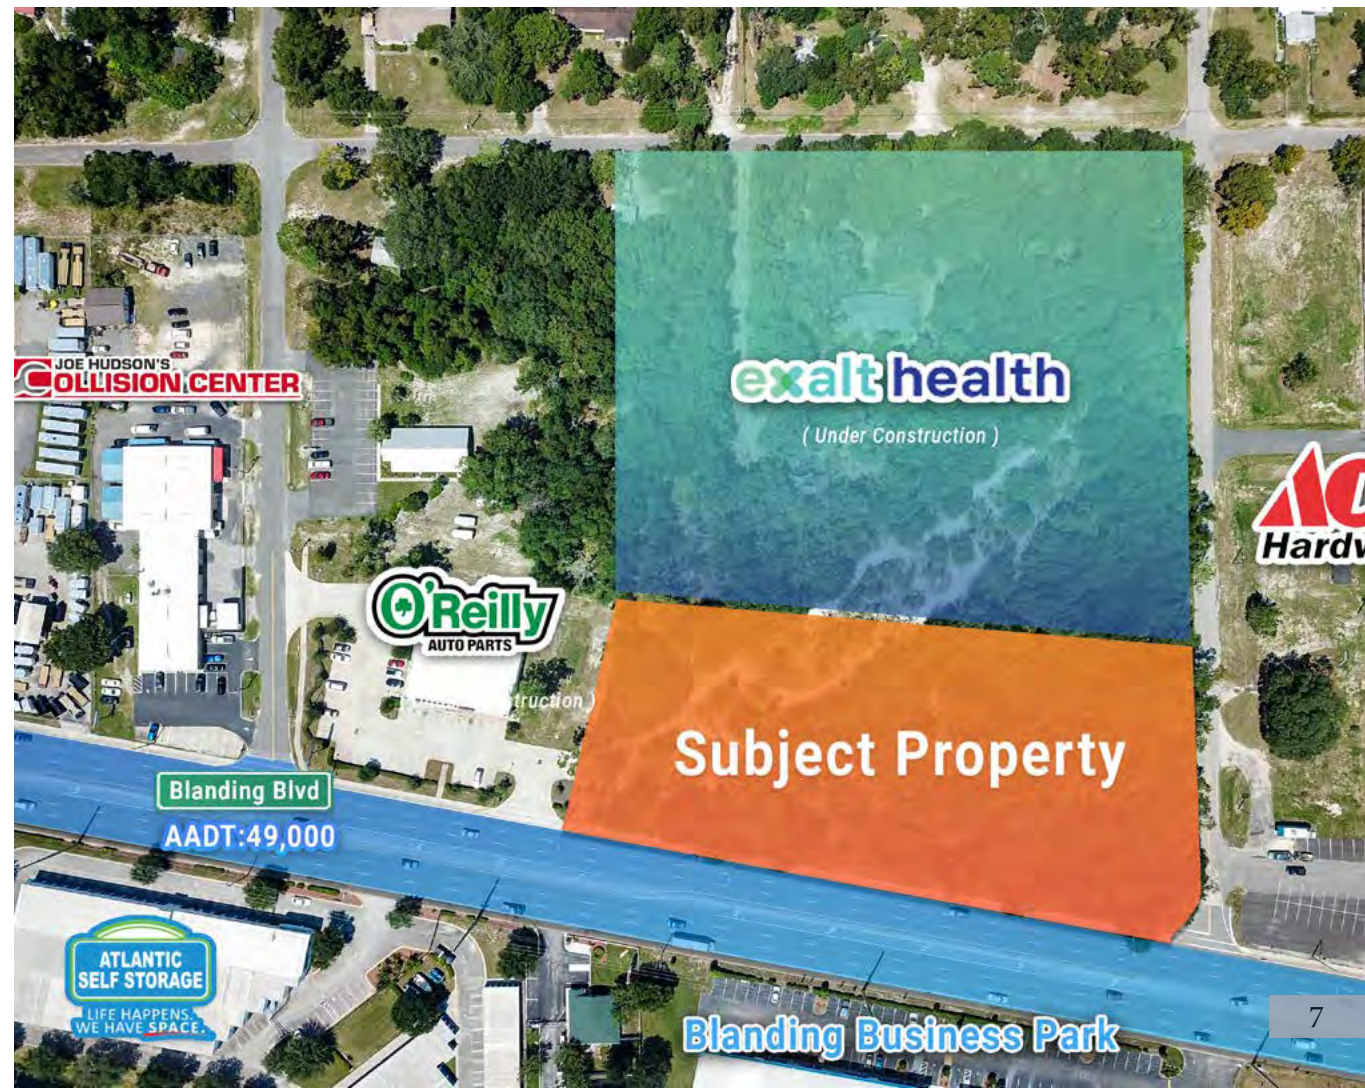 exalt health
( Under Construction )
JOE HUDSON'S
COLLISION CENTER
Hardw
O'Reilly
AUTO PARTS
struction )
Subject Property
Blanding Blvd
AADT:49,000
ATLANTIC
SELF STORAGE
LIFE HAPPENS.
WE HAVE SPACE.
Blanding Business Park
7